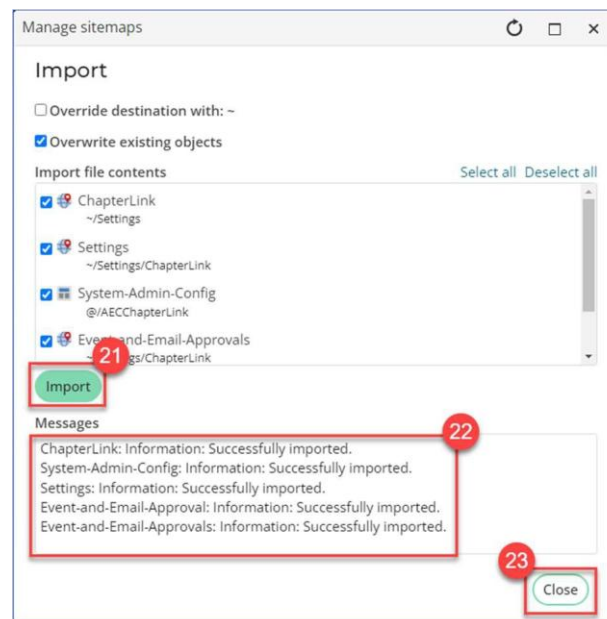 Manage sitemaps
Import
Override destination with: ~
Overwrite existing objects
Import file contents Select all Deselect all
ChapterLink
~/Settings
Settings
~/Settings/ChapterLink
System-Admin-Config
@/AECChapterLink
Event-and-Email-Approvals
gs/ChapterLink
21
Import
Messages
22
ChapterLink: Information: Successfully imported.
System-Admin-Config: Information: Successfully imported.
Settings: Information: Successfully imported.
Event-and-Email-Approval: Information: Successfully imported.
Event-and-Email-Approvals: Information: Successfully imported.
23
Close